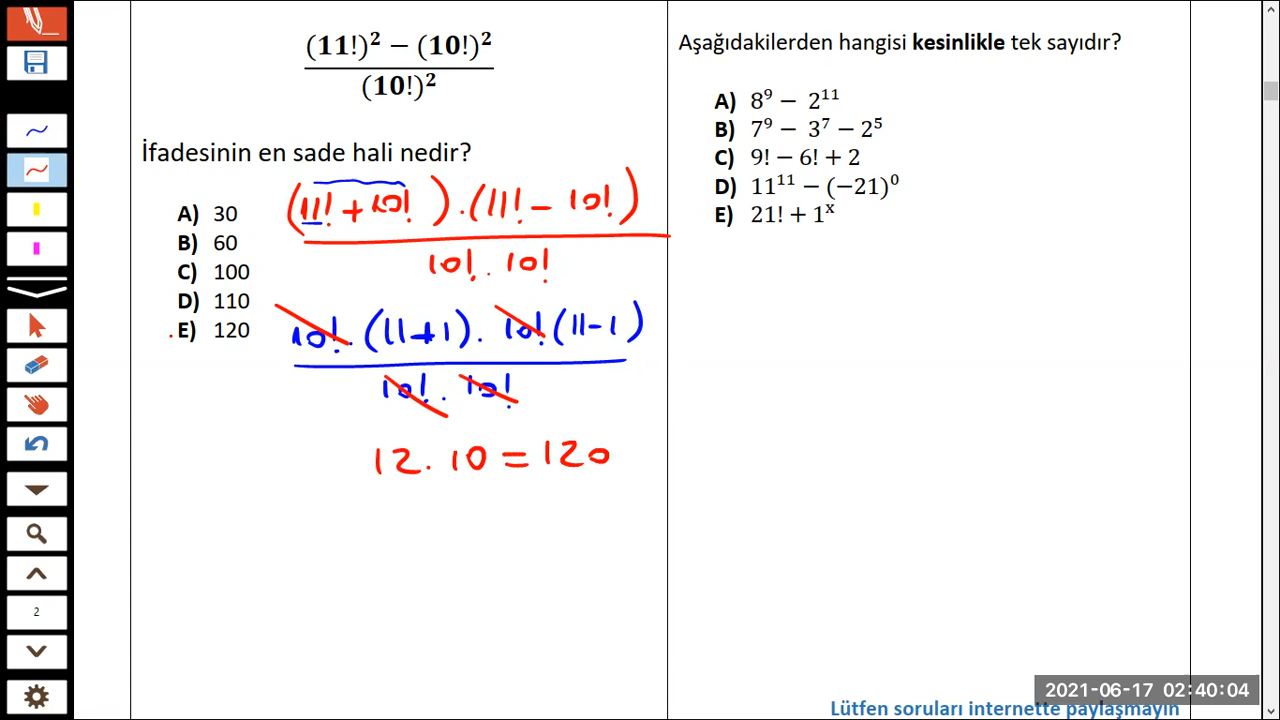 (11!)² − (10!)²
(10!)²
İfadesinin en sade hali nedir?
A) 30
B) 60
C) 100
D) 110
E) 120
(11! + 10!) . (11! − 10!)
10! . 10!
10! . (11+1) . 10! (11-1)
10! . 10!
12 . 10 = 120
Aşağıdakilerden hangisi kesinlikle tek sayıdır?
A) 8⁹ − 2¹¹
B) 7⁹ − 3⁷ − 2⁵
C) 9! − 6! + 2
D) 11¹¹ − (−21)⁰
E) 21! + 1ˣ
2
2021-06-17 02:40:04
Lütfen soruları internette paylaşmayın